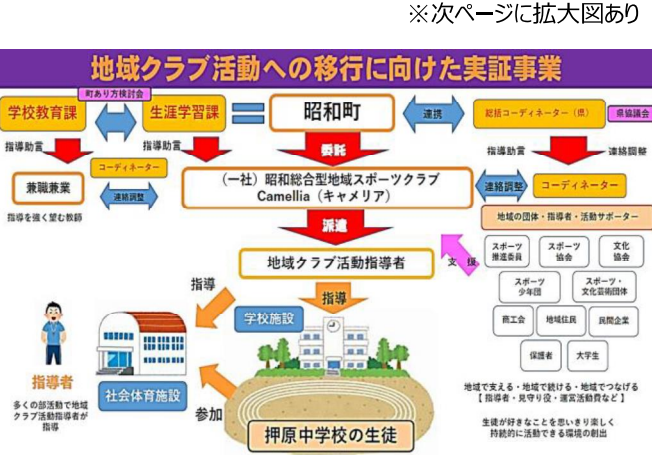 ※次ページに拡大図あり
地域クラブ活動への移行に向けた実証事業
町あり方検討会
学校教育課
生涯学習課
昭和町
連携
総括コーディネーター（県）
県協議会
指導助言
指導助言
委託
指導助言
連絡調整
兼職兼業
コーディネーター
連絡調整
（一社）昭和総合型地域スポーツクラブ
Camellia（キャメリア）
連絡調整
コーディネーター
指導を強く望む教師
派遣
地域の団体・指導者・活動サポーター
地域クラブ活動指導者
支援
スポーツ
推進委員
スポーツ
協会
文化
協会
スポーツ
少年団
スポーツ・
文化芸術団体
商工会
地域住民
民間企業
保護者
大学生
指導
指導
学校施設
指導者
社会体育施設
多くの部活動で地域
クラブ活動指導者が
指導
参加
押原中学校の生徒
地域で支える・地域で続ける・地域でつなげる
【 指導者・見守り役・運営活動費など 】
生徒が好きなことを思いきり楽しく
持続的に活動できる環境の創出